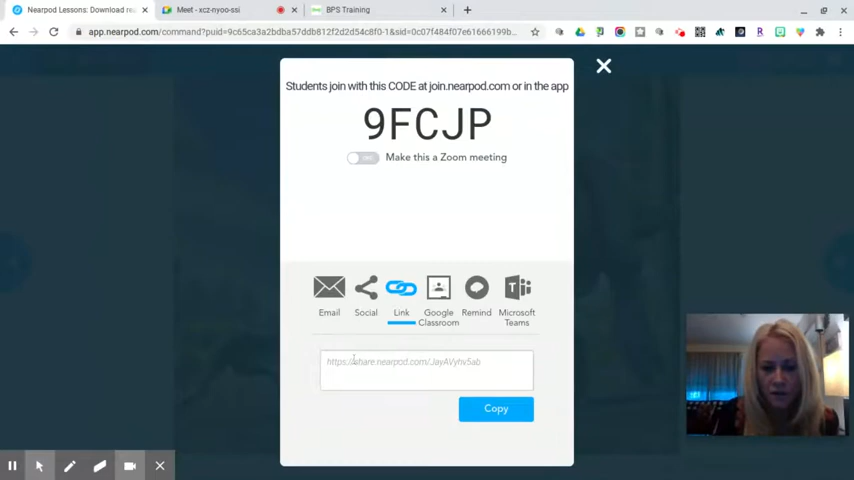 Nearpod Lessons: Download re
Meet - xcz-nyoo-ssi
BPS Training
app.nearpod.com/command?puid=9c65ca3a2bda57ddb812f2d2d54c8f0-1&sid=0c07f484f07e61666199b...
Students join with this CODE at join.nearpod.com or in the app
9FCJP
Make this a Zoom meeting
Email
Social
Link
Google Classroom
Remind
Microsoft Teams
https://share.nearpod.com/JayAVyhv5ab
Copy